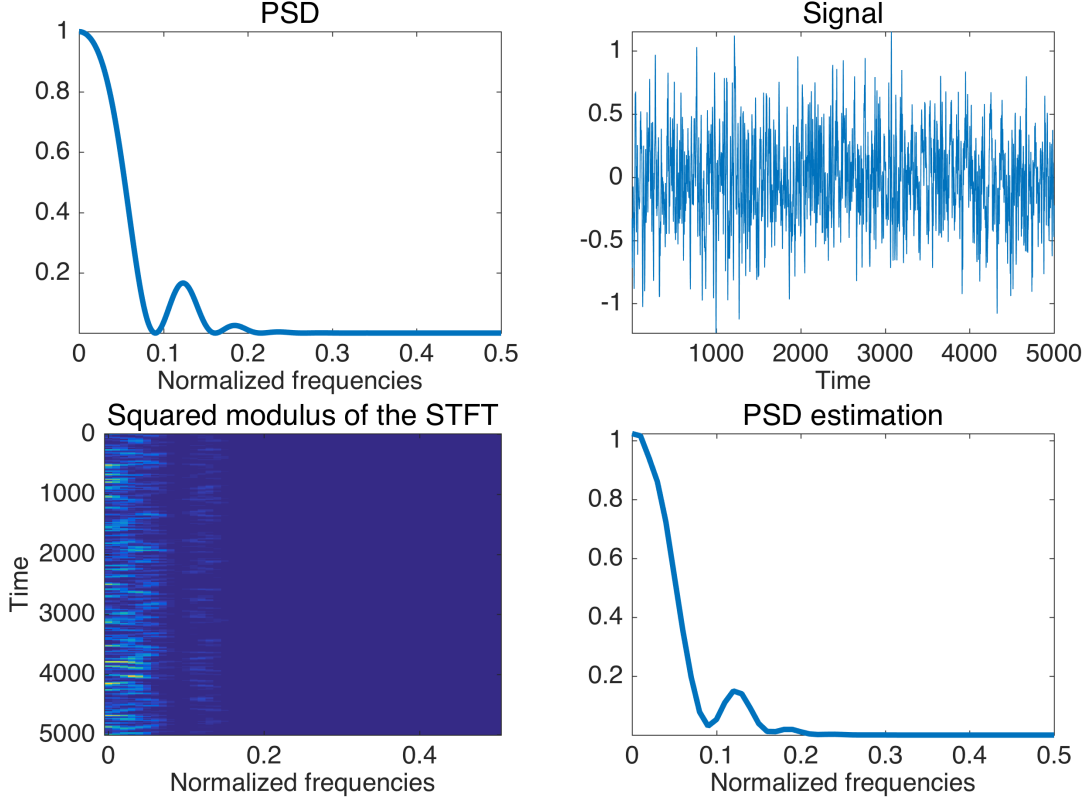 PSD
1
0.8
0.6
0.4
0.2
0 0.1 0.2 0.3 0.4 0.5
Normalized frequencies
Signal
1
0.5
0
-0.5
-1
1000 2000 3000 4000 5000
Time
Squared modulus of the STFT
0
1000
2000
3000
4000
5000
Time
0 0.2 0.4
Normalized frequencies
PSD estimation
1
0.8
0.6
0.4
0.2
0 0.1 0.2 0.3 0.4 0.5
Normalized frequencies